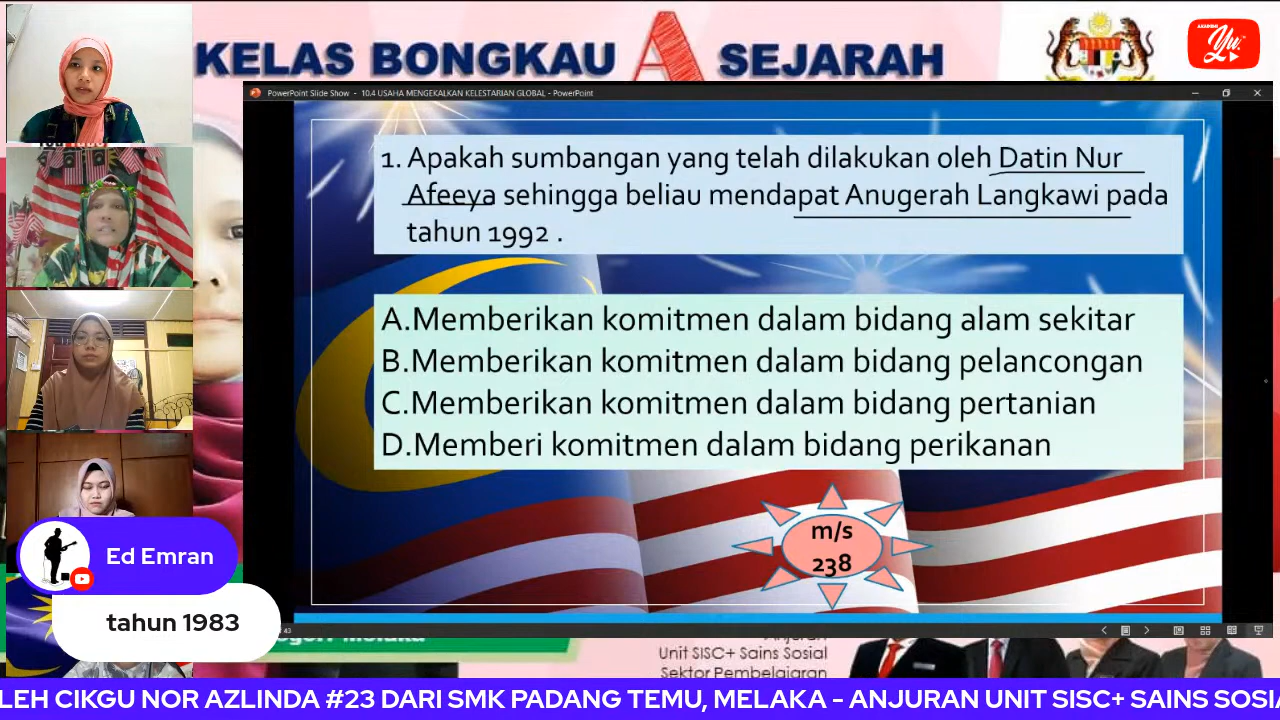 KELAS BONGKAU A SEJARAH
AKADEMI
YU
PowerPoint Slide Show - 10.4 USAHA MENGEKALKAN KELESTARIAN GLOBAL - PowerPoint
1. Apakah sumbangan yang telah dilakukan oleh Datin Nur
Afeeya sehingga beliau mendapat Anugerah Langkawi pada
tahun 1992 .
A.Memberikan komitmen dalam bidang alam sekitar
B.Memberikan komitmen dalam bidang pelancongan
C.Memberikan komitmen dalam bidang pertanian
D.Memberi komitmen dalam bidang perikanan
m/s
238
Ed Emran
tahun 1983
43
Melaka
Anjuran
Unit SISC+ Sains Sosial
Sektor Pembelajaran
LEH CIKGU NOR AZLINDA #23 DARI SMK PADANG TEMU, MELAKA - ANJURAN UNIT SISC+ SAINS SOSIA